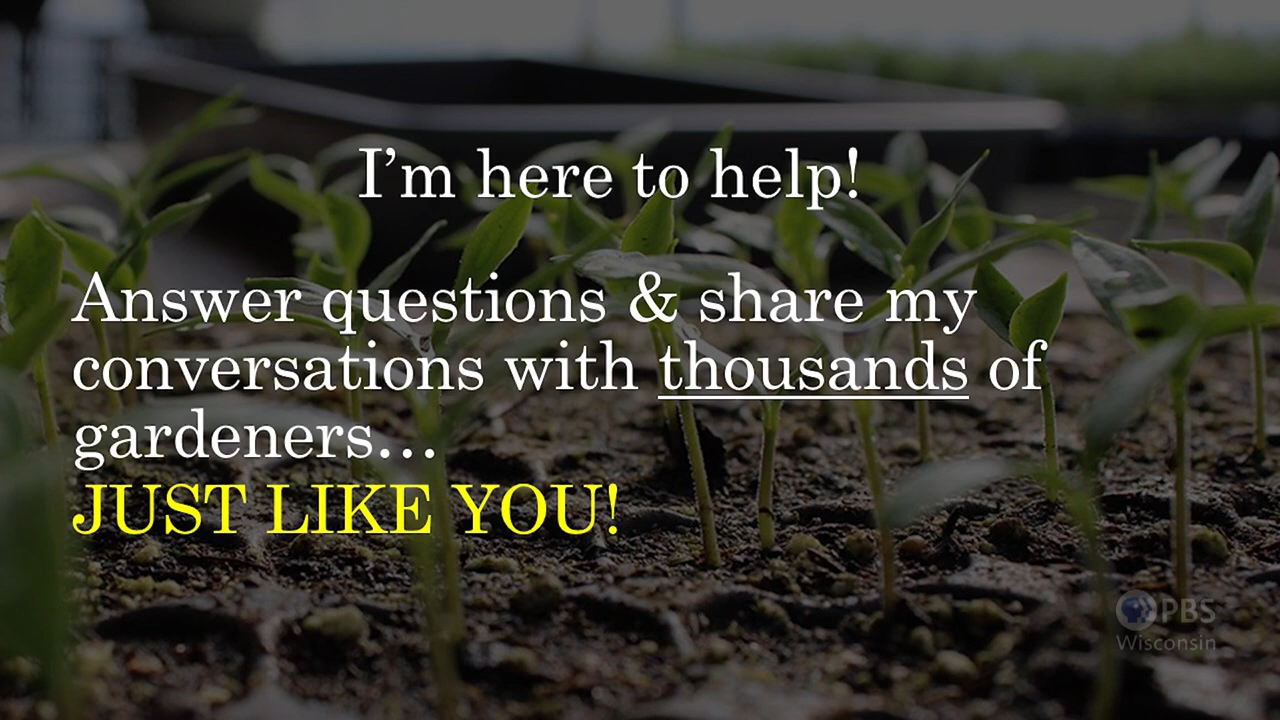 I’m here to help!
Answer questions & share my
conversations with thousands of
gardeners…
JUST LIKE YOU!
PBS
Wisconsin